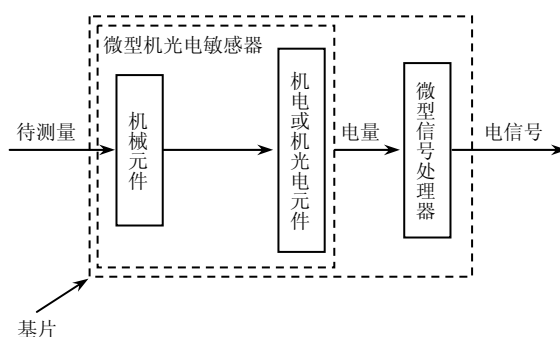 微型机光电敏感器
待测量
机械元件
机电或机光电元件
电量
微型信号处理器
电信号
基片